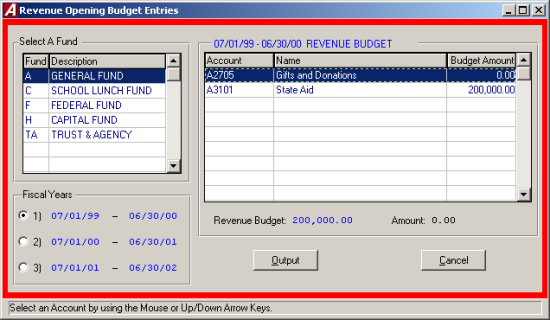 Revenue Opening Budget Entries
Select A Fund
Fund Description
A GENERAL FUND
C SCHOOL LUNCH FUND
F FEDERAL FUND
H CAPITAL FUND
TA TRUST & AGENCY
Fiscal Years
1) 07/01/99 – 06/30/00
2) 07/01/00 – 06/30/01
3) 07/01/01 – 06/30/02
07/01/99 - 06/30/00 REVENUE BUDGET
Account Name Budget Amount
A2705 Gifts and Donations 0.00
A3101 State Aid 200,000.00
Revenue Budget: 200,000.00 Amount: 0.00
Output Cancel
Select an Account by using the Mouse or Up/Down Arrow Keys.